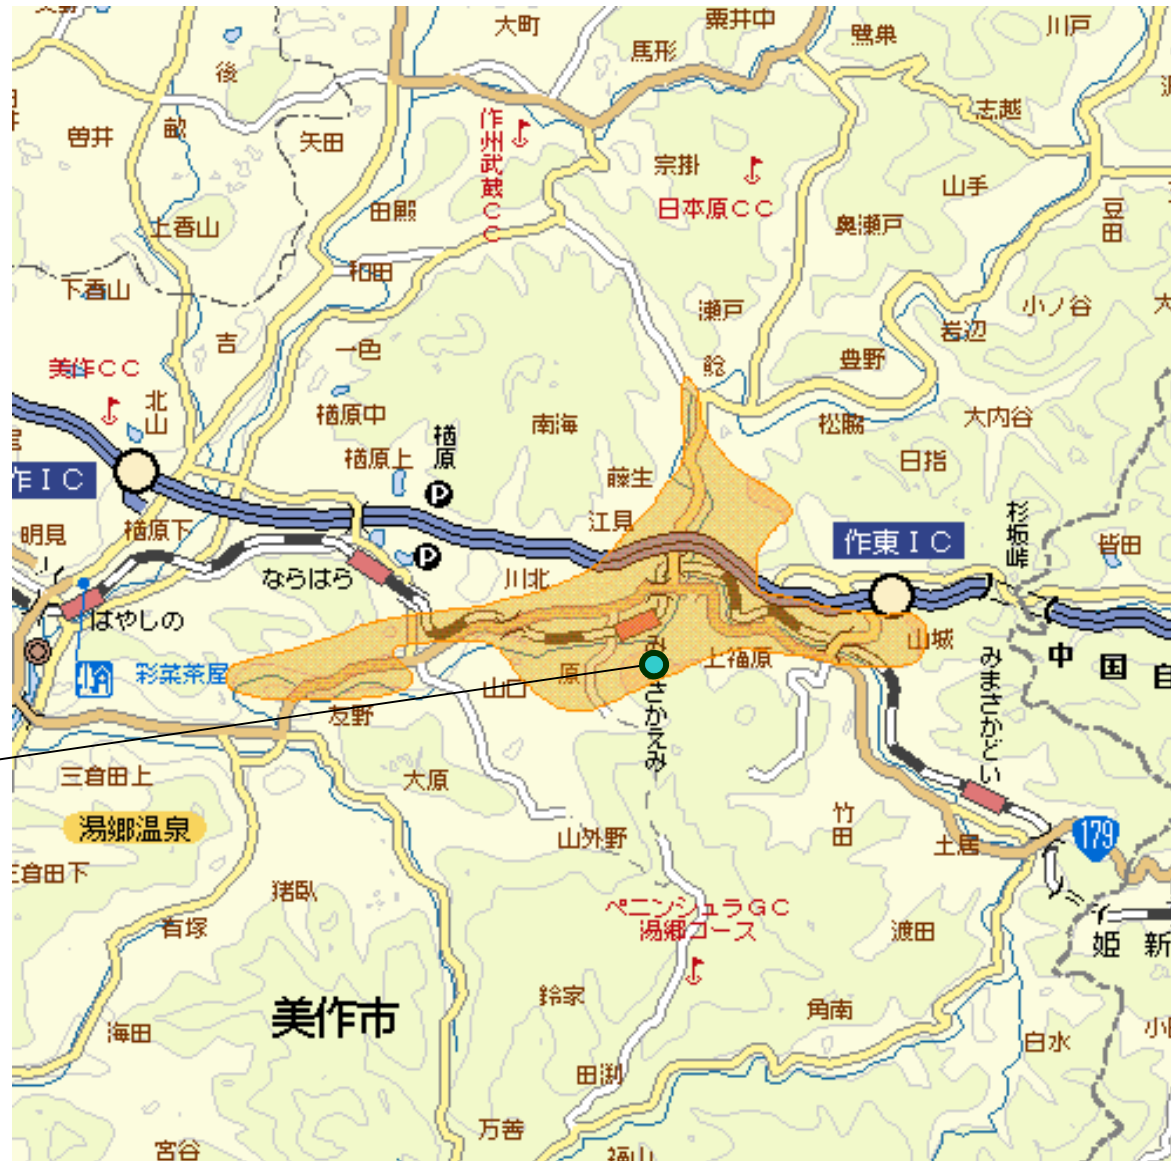 大町
粟井中
馬形
鷺巣
川戸
後
志越
曽井
畝
矢田
作州武蔵CC
宗掛
日本原CC
山手
豆田
上香山
田殿
奥瀬戸
和田
下香山
瀬戸
小ノ谷
岩辺
吉
一色
鯰
豊野
美作CC
北山
楢原中
南海
松脇
大内谷
楢原上
楢原
日指
作IC
藤生
P
江見
杉坂峠
明見
楢原下
作東IC
皆田
P
川北
ならはら
はやしの
山城
中国自
彩菜茶屋
上福原
みまさかどい
山口
原
みまさかえみ
友野
三倉田上
大原
湯郷温泉
竹田
山外野
土居
179
三倉田下
猪臥
ペニンシュラGC
湯郷コース
有塚
渡田
姫新
鈴家
美作市
角南
海田
白水
田渕
万善
宮谷
福山